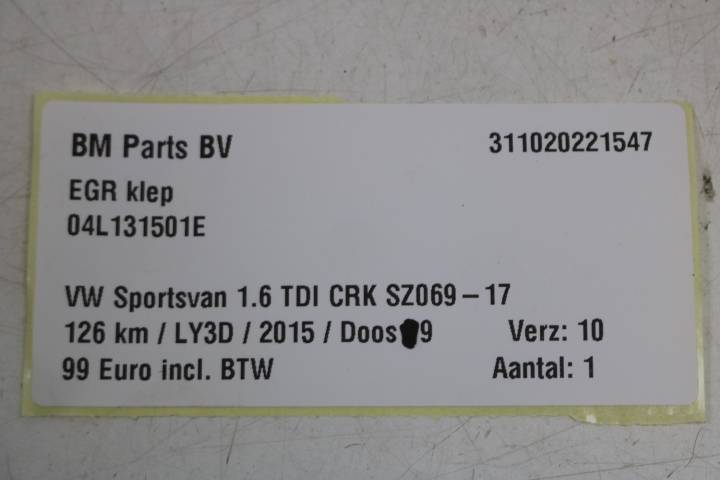 BM Parts BV 311020221547
EGR klep
04L131501E
VW Sportsvan 1.6 TDI CRK SZ069-17
126 km / LY3D / 2015 / Doos 9 Verz: 10
99 Euro incl. BTW Aantal: 1